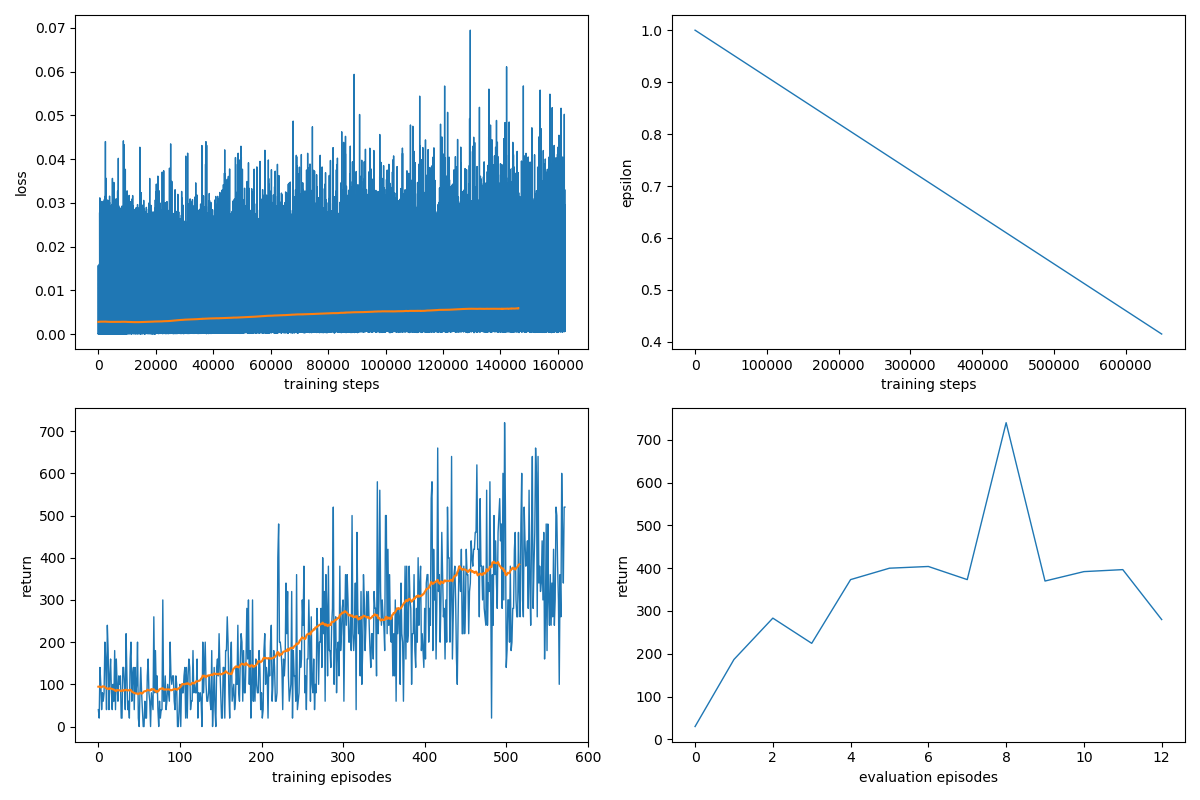 0.07
0.06
0.05
0.04
0.03
0.02
0.01
0.00
loss
0 20000 40000 60000 80000 100000 120000 140000 160000
training steps
1.0
0.9
0.8
0.7
0.6
0.5
0.4
epsilon
0 100000 200000 300000 400000 500000 600000
training steps
700
600
500
400
300
200
100
0
return
0 100 200 300 400 500 600
training episodes
700
600
500
400
300
200
100
0
return
0 2 4 6 8 10 12
evaluation episodes